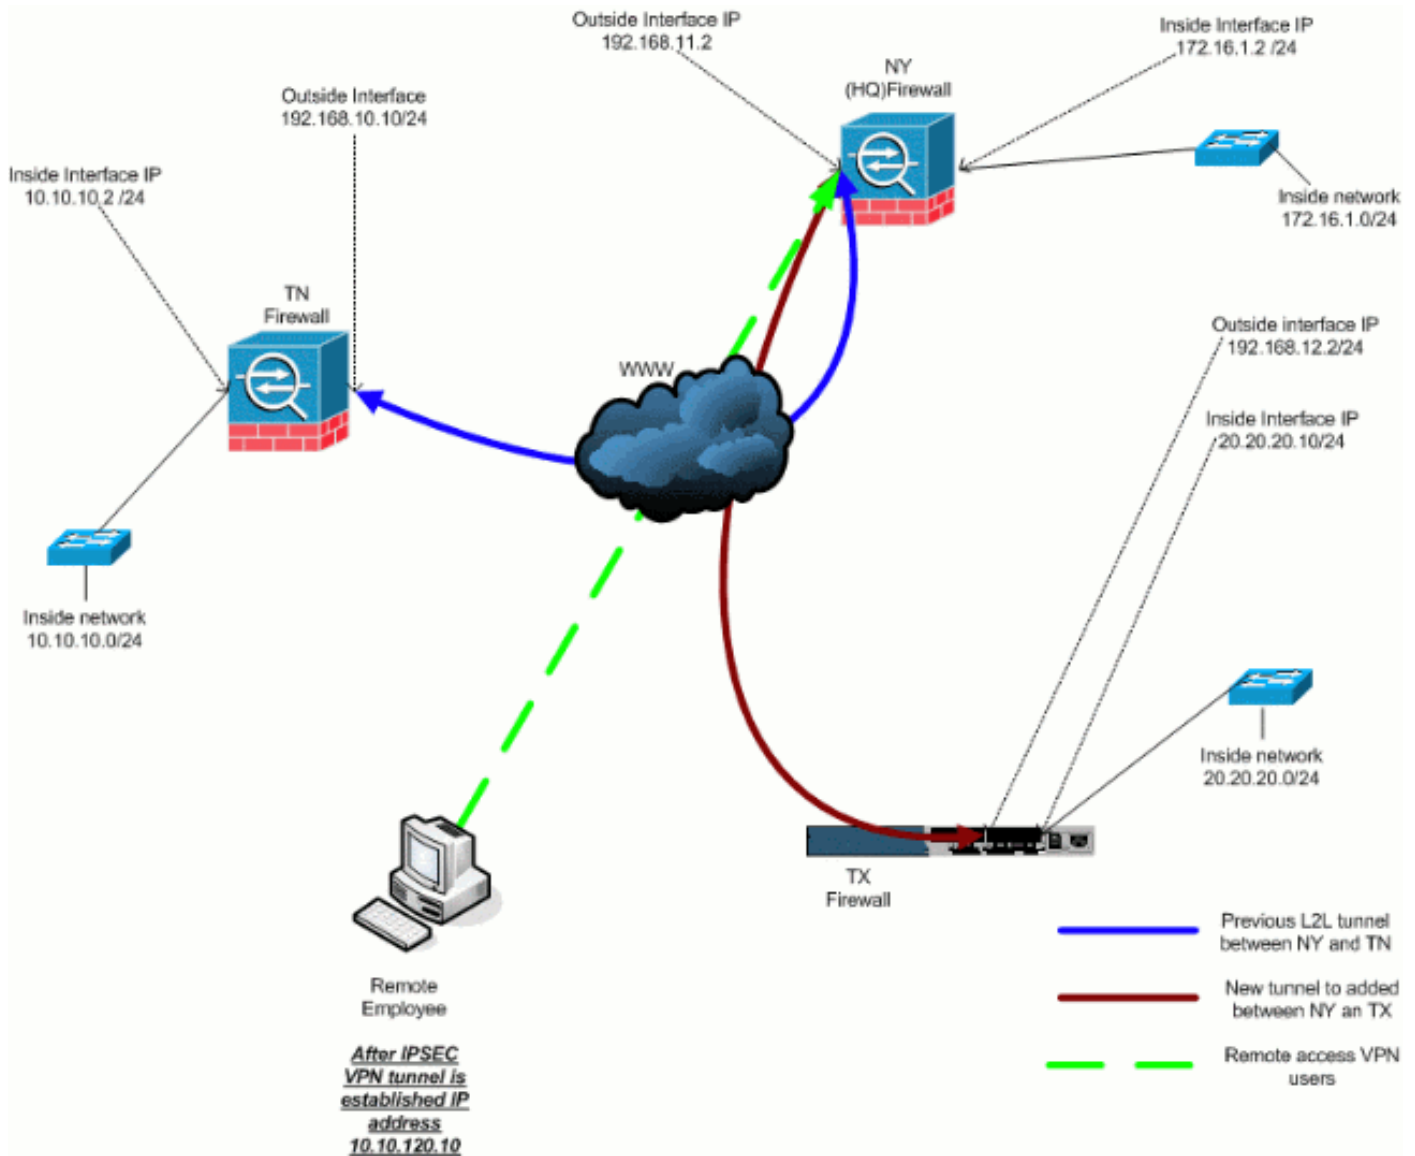 Outside Interface IP
192.168.11.2
Inside Interface IP
172.16.1.2 /24
NY
(HQ)Firewall
Outside Interface
192.168.10.10/24
Inside Interface IP
10.10.10.2 /24
Inside network
172.16.1.0/24
TN
Firewall
Outside interface IP
192.168.12.2/24
WWW
Inside Interface IP
20.20.20.10/24
Inside network
10.10.10.0/24
Inside network
20.20.20.0/24
TX
Firewall
Previous L2L tunnel
between NY and TN
Remote
Employee
New tunnel to added
between NY an TX
After IPSEC
VPN tunnel is
established IP
address
10.10.120.10
Remote access VPN
users